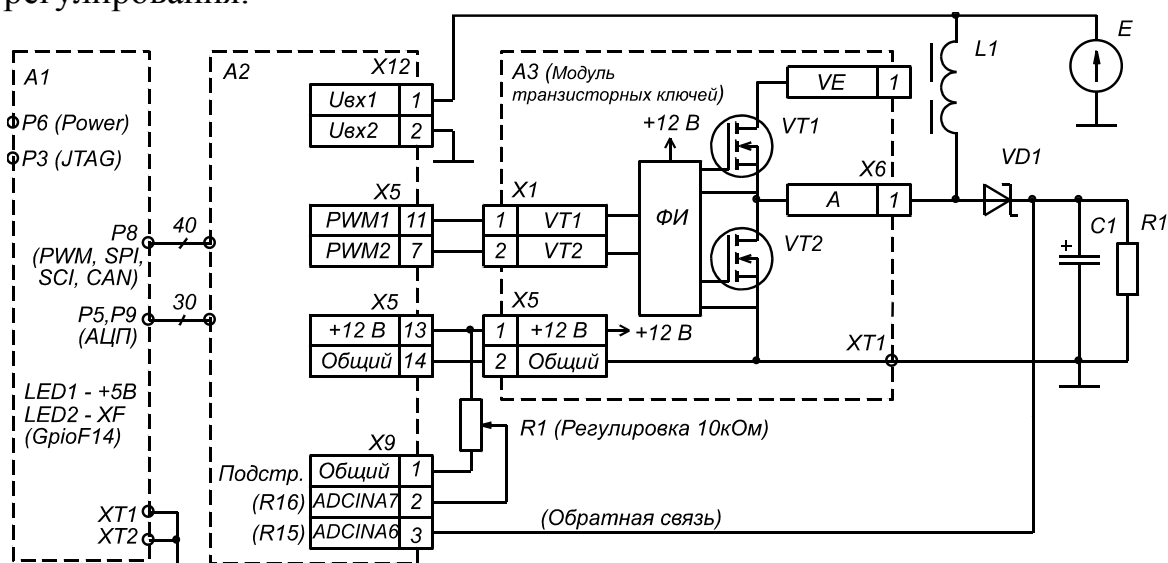 регулирования.
A1
A2
X12
A3 (Модуль
транзисторных ключей)
L1
E
Uвх1 1
Uвх2 2
VE 1
P6 (Power)
P3 (JTAG)
+12 В
VT1
VD1
X5
X1
X6
PWM1 11
PWM2 7
1 VT1
2 VT2
ФИ
A 1
P8
40
(PWM, SPI,
SCI, CAN)
VT2
C1
+
R1
P5,P9
30
(АЦП)
X5
X5
+12 В 13
Общий 14
1 +12 В
2 Общий
+12 В
XT1
LED1 - +5В
LED2 - XF
(GpioF14)
R1 (Регулировка 10кОм)
X9
Подстр.
Общий 1
(R16) ADCINA7 2
(R15) ADCINA6 3
(Обратная связь)
XT1
XT2